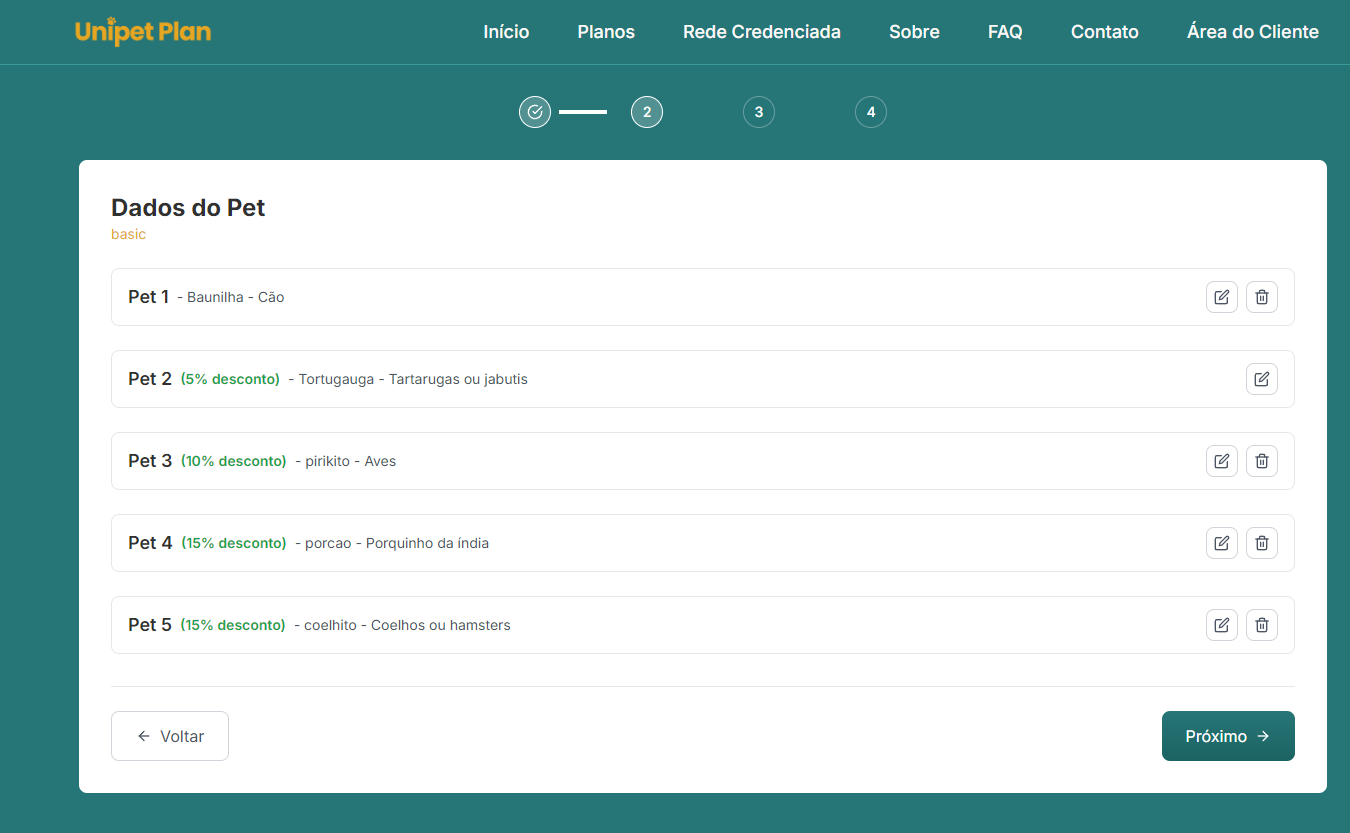 Unipet Plan
Início Planos Rede Credenciada Sobre FAQ Contato Área do Cliente
2 3 4
Dados do Pet
basic
Pet 1 - Baunilha - Cão
Pet 2 (5% desconto) - Tortugauga - Tartarugas ou jabutis
Pet 3 (10% desconto) - pirikito - Aves
Pet 4 (15% desconto) - porcao - Porquinho da índia
Pet 5 (15% desconto) - coelhito - Coelhos ou hamsters
← Voltar
Próximo →